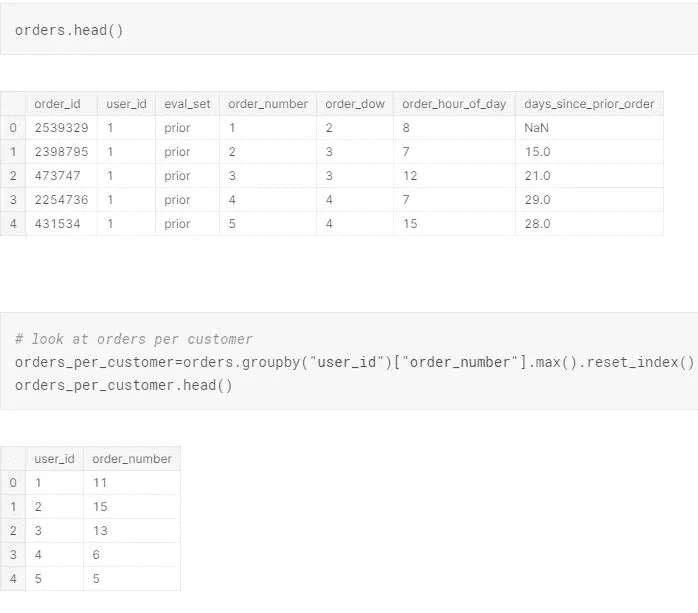 orders.head()
order_id user_id eval_set order_number order_dow order_hour_of_day days_since_prior_order
0 2539329 1 prior 1 2 8 NaN
1 2398795 1 prior 2 3 7 15.0
2 473747 1 prior 3 3 12 21.0
3 2254736 1 prior 4 4 7 29.0
4 431534 1 prior 5 4 15 28.0
# look at orders per customer
orders_per_customer=orders.groupby("user_id")["order_number"].max().reset_index()
orders_per_customer.head()
user_id order_number
0 1 11
1 2 15
2 3 13
3 4 6
4 5 5